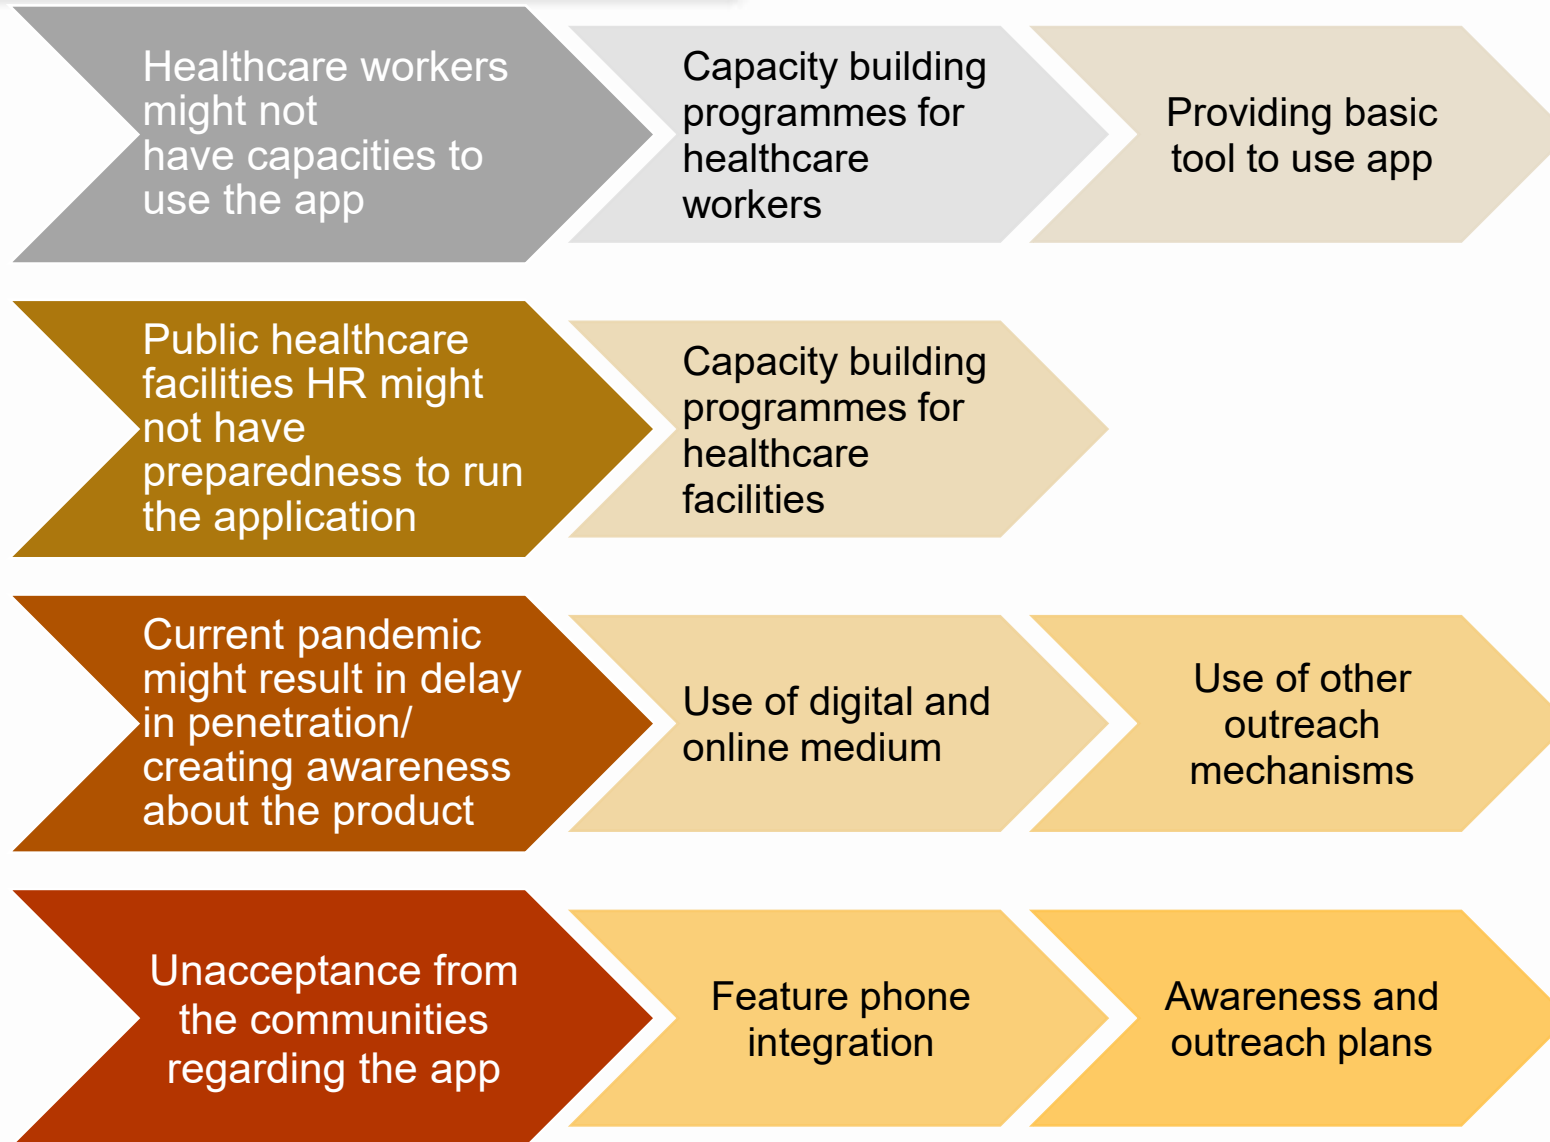 Healthcare workers
might not
have capacities to
use the app
Capacity building
programmes for
healthcare
workers
Providing basic
tool to use app
Public healthcare
facilities HR might
not have
preparedness to run
the application
Capacity building
programmes for
healthcare
facilities
Current pandemic
might result in delay
in penetration/
creating awareness
about the product
Use of digital and
online medium
Use of other
outreach
mechanisms
Unacceptance from
the communities
regarding the app
Feature phone
integration
Awareness and
outreach plans